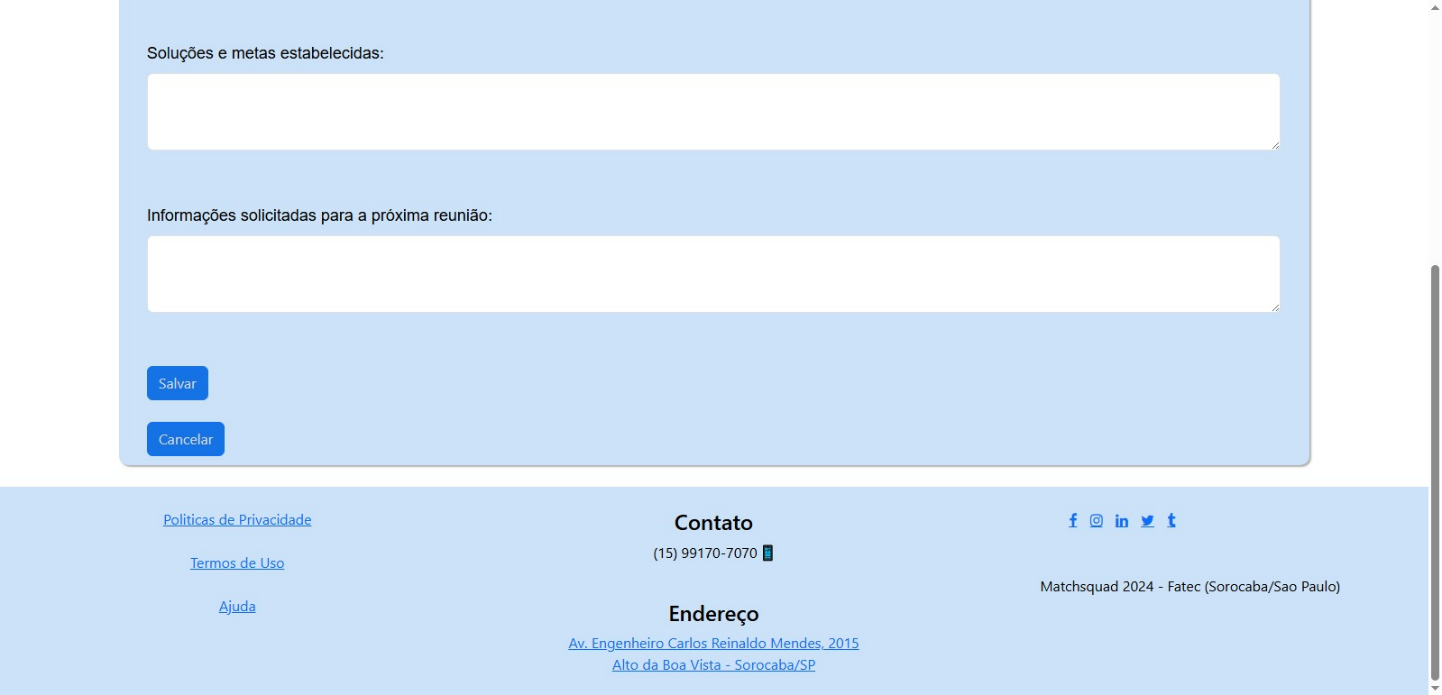 Soluções e metas estabelecidas:
Informações solicitadas para a próxima reunião:
Salvar
Cancelar
Politicas de Privacidade
Termos de Uso
Ajuda
Contato
(15) 99170-7070
Endereço
Av. Engenheiro Carlos Reinaldo Mendes, 2015
Alto da Boa Vista - Sorocaba/SP
Matchsquad 2024 - Fatec (Sorocaba/Sao Paulo)